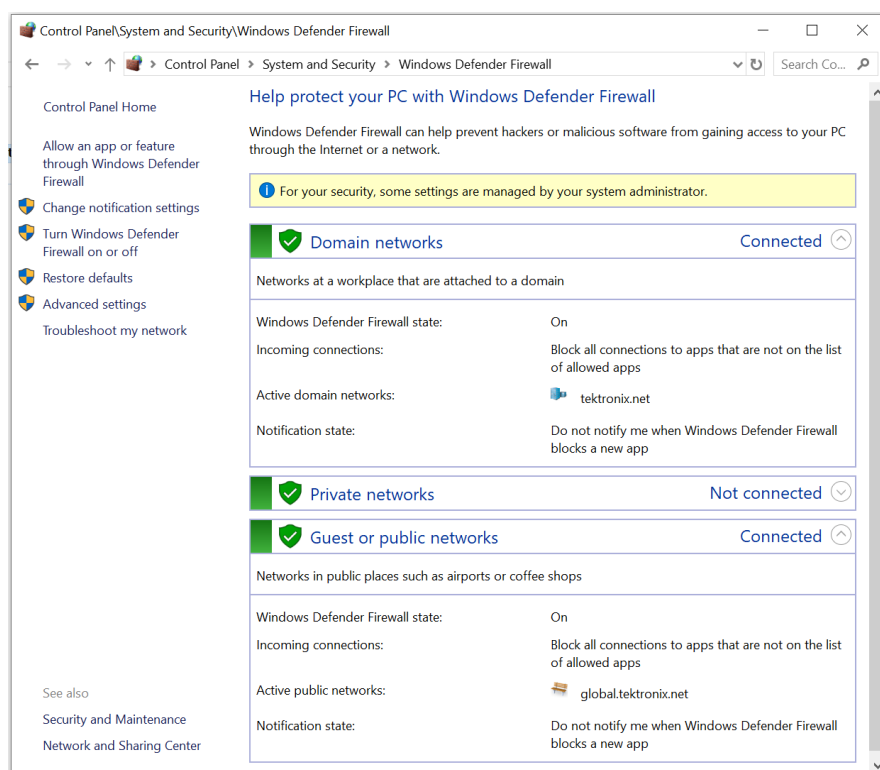 Control Panel\System and Security\Windows Defender Firewall
Control Panel > System and Security > Windows Defender Firewall
Search Co...
Control Panel Home
Allow an app or feature
through Windows Defender
Firewall
Change notification settings
Turn Windows Defender
Firewall on or off
Restore defaults
Advanced settings
Troubleshoot my network
See also
Security and Maintenance
Network and Sharing Center
Help protect your PC with Windows Defender Firewall
Windows Defender Firewall can help prevent hackers or malicious software from gaining access to your PC
through the Internet or a network.
For your security, some settings are managed by your system administrator.
Domain networks Connected
Networks at a workplace that are attached to a domain
Windows Defender Firewall state: On
Incoming connections: Block all connections to apps that are not on the list
of allowed apps
Active domain networks: tektronix.net
Notification state: Do not notify me when Windows Defender Firewall
blocks a new app
Private networks Not connected
Guest or public networks Connected
Networks in public places such as airports or coffee shops
Windows Defender Firewall state: On
Incoming connections: Block all connections to apps that are not on the list
of allowed apps
Active public networks: global.tektronix.net
Notification state: Do not notify me when Windows Defender Firewall
blocks a new app